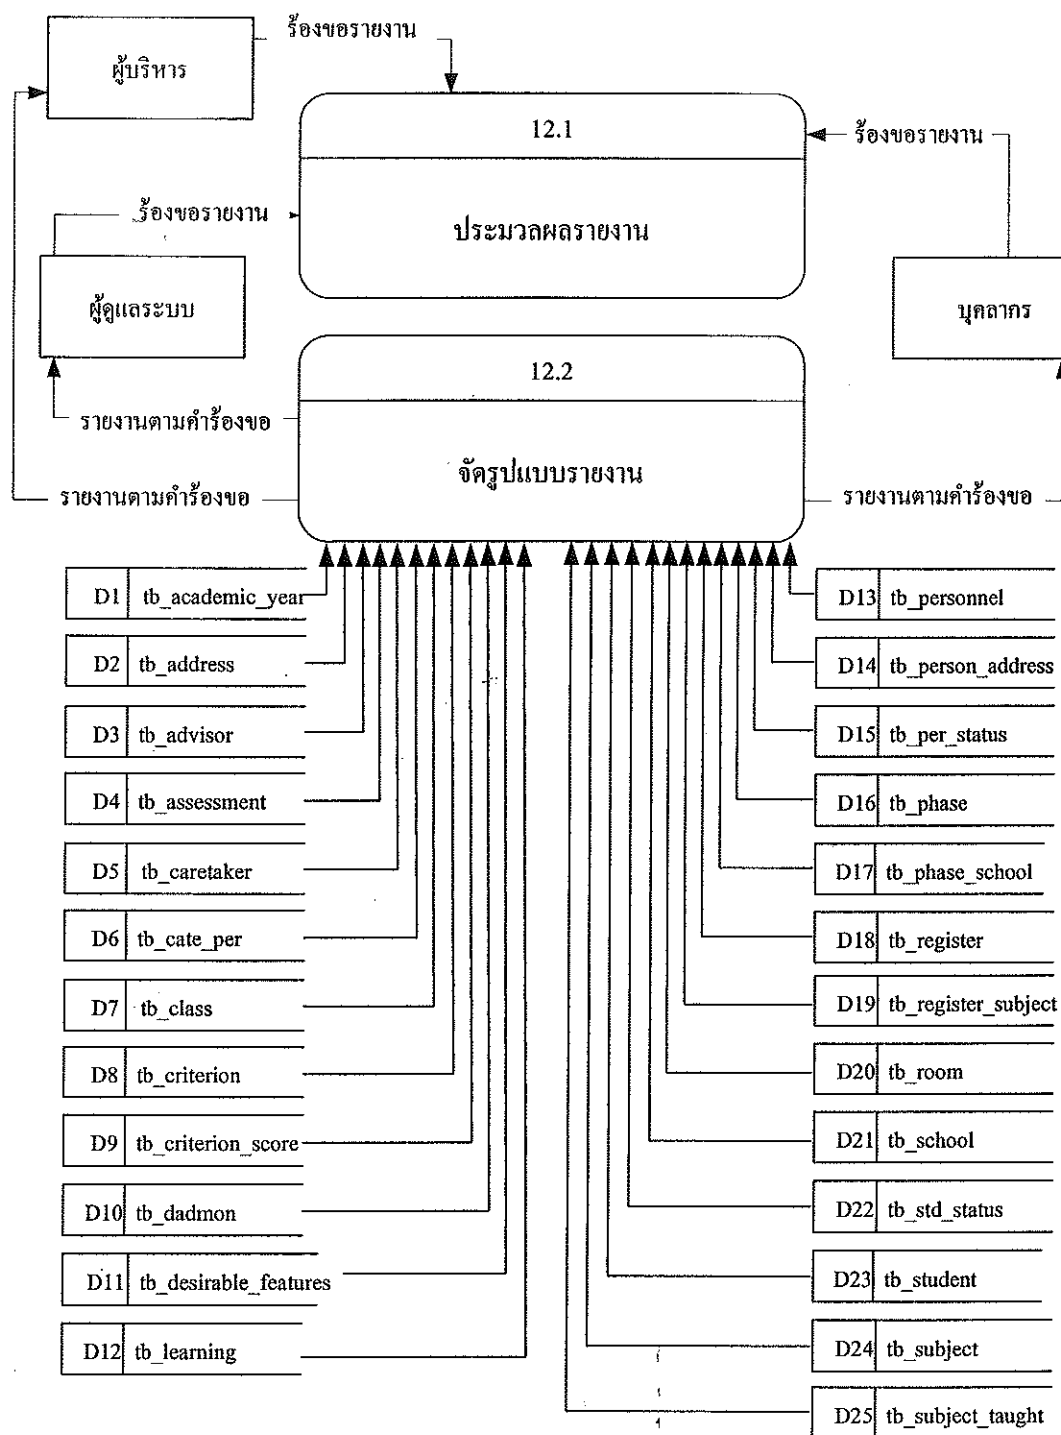 ร้องขอรายงาน
ผู้บริหาร
12.1
ร้องขอรายงาน
ร้องขอรายงาน
ประมวลผลรายงาน
ผู้ดูแลระบบ
บุคลากร
12.2
รายงานตามคำร้องขอ
จัดรูปแบบรายงาน
รายงานตามคำร้องขอ
รายงานตามคำร้องขอ
D1 tb_academic_year
D2 tb_address
D3 tb_advisor
D4 tb_assessment
D5 tb_caretaker
D6 tb_cate_per
D7 tb_class
D8 tb_criterion
D9 tb_criterion_score
D10 tb_dadmon
D11 tb_desirable_features
D12 tb_learning
D13 tb_personnel
D14 tb_person_address
D15 tb_per_status
D16 tb_phase
D17 tb_phase_school
D18 tb_register
D19 tb_register_subject
D20 tb_room
D21 tb_school
D22 tb_std_status
D23 tb_student
D24 tb_subject
D25 tb_subject_taught